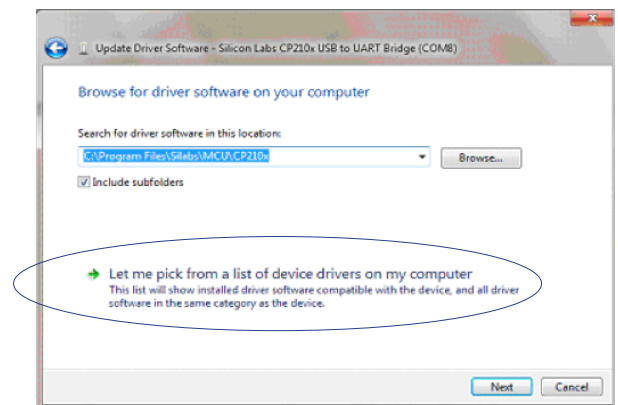 Update Driver Software - Silicon Labs CP210x USB to UART Bridge (COM8)
Browse for driver software on your computer
Search for driver software in this location:
C:\Program Files\Silabs\MCU\CP210x
Browse...
Include subfolders
Let me pick from a list of device drivers on my computer
This list will show installed driver software compatible with the device, and all driver
software in the same category as the device.
Next
Cancel